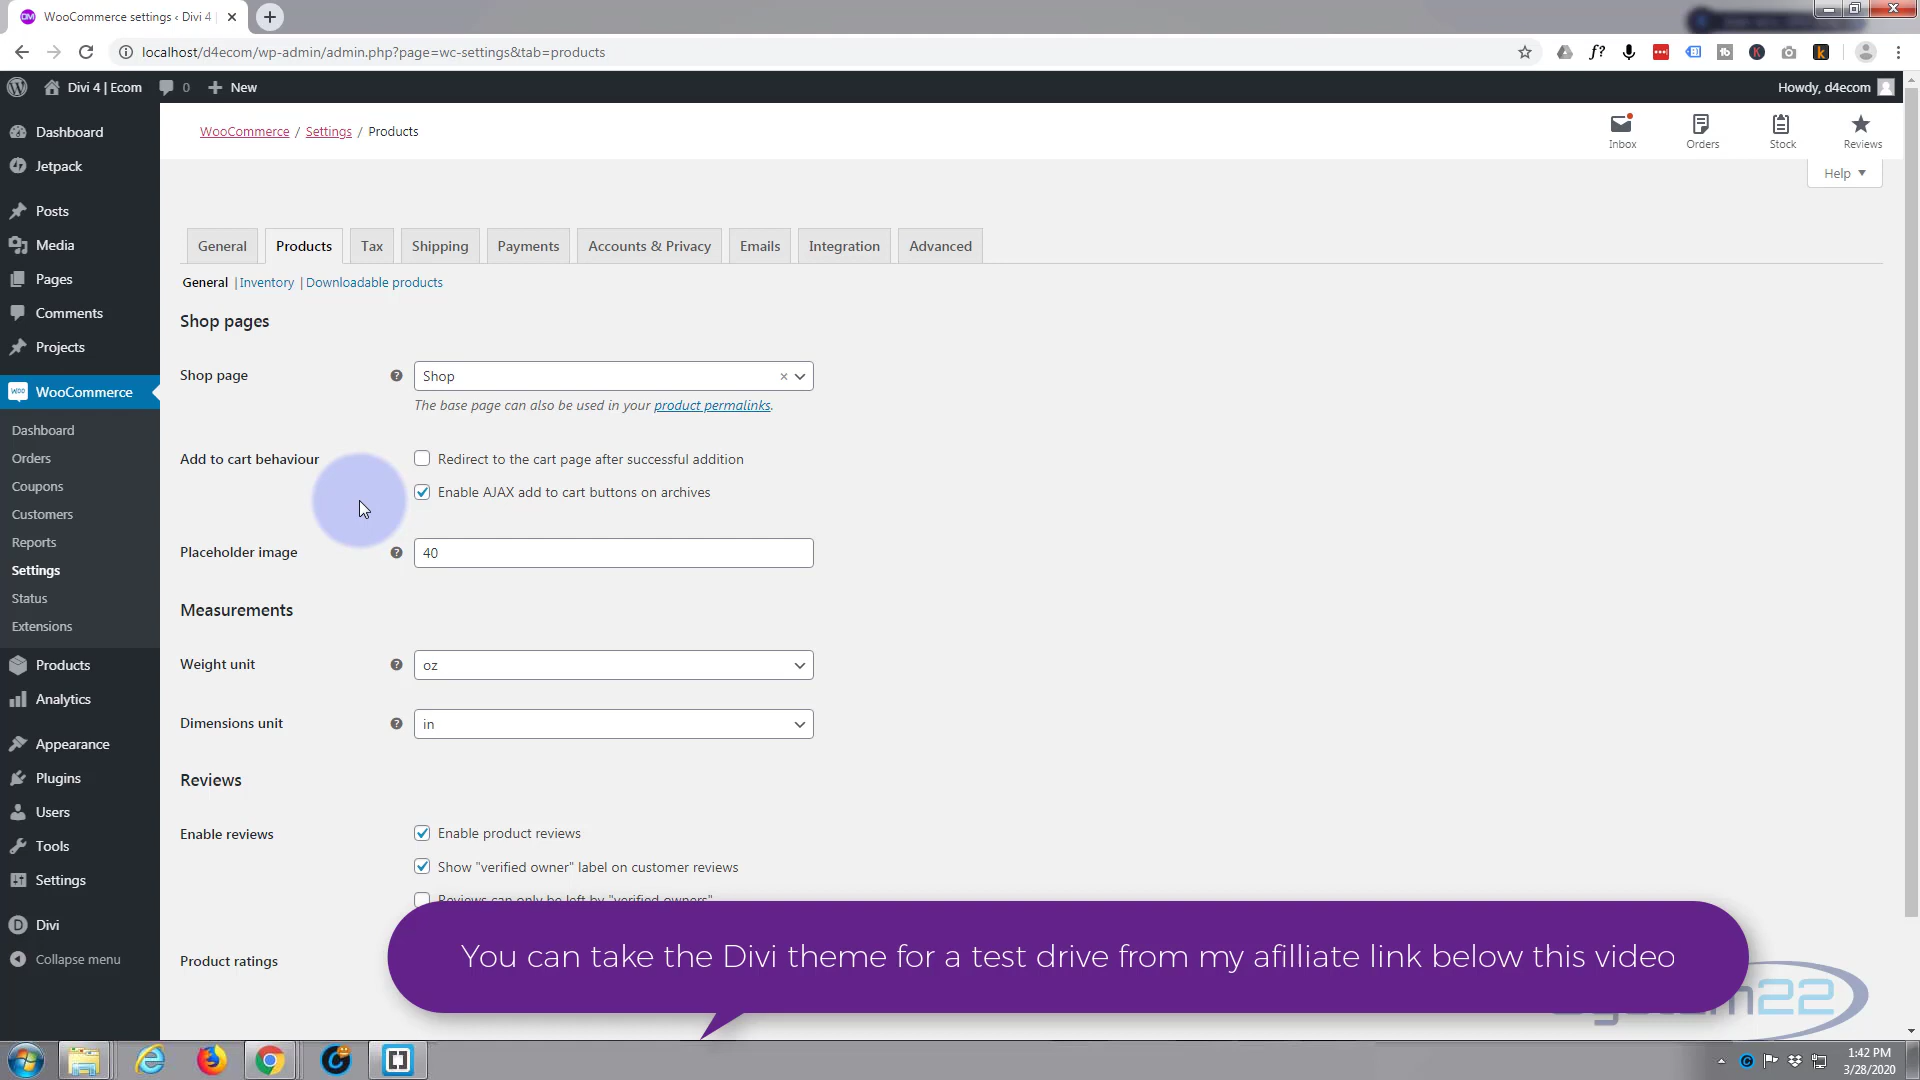 WooCommerce settings ‹ Divi 4 |
localhost/d4ecom/wp-admin/admin.php?page=wc-settings&tab=products
Divi 4 | Ecom
0
New
Howdy, d4ecom
Dashboard
Jetpack
Posts
Media
Pages
Comments
Projects
WooCommerce
Dashboard
Orders
Coupons
Customers
Reports
Settings
Status
Extensions
Products
Analytics
Appearance
Plugins
Users
Tools
Settings
Divi
Collapse menu
WooCommerce / Settings / Products
Inbox
Orders
Stock
Reviews
Help
General
Products
Tax
Shipping
Payments
Accounts & Privacy
Emails
Integration
Advanced
General | Inventory | Downloadable products
Shop pages
Shop page
Shop
The base page can also be used in your product permalinks.
Add to cart behaviour
Redirect to the cart page after successful addition
Enable AJAX add to cart buttons on archives
Placeholder image
40
Measurements
Weight unit
oz
Dimensions unit
in
Reviews
Enable reviews
Enable product reviews
Show "verified owner" label on customer reviews
Reviews can only be left by "verified owners"
Product ratings
You can take the Divi theme for a test drive from my afilliate link below this video
1:42 PM
3/28/2020